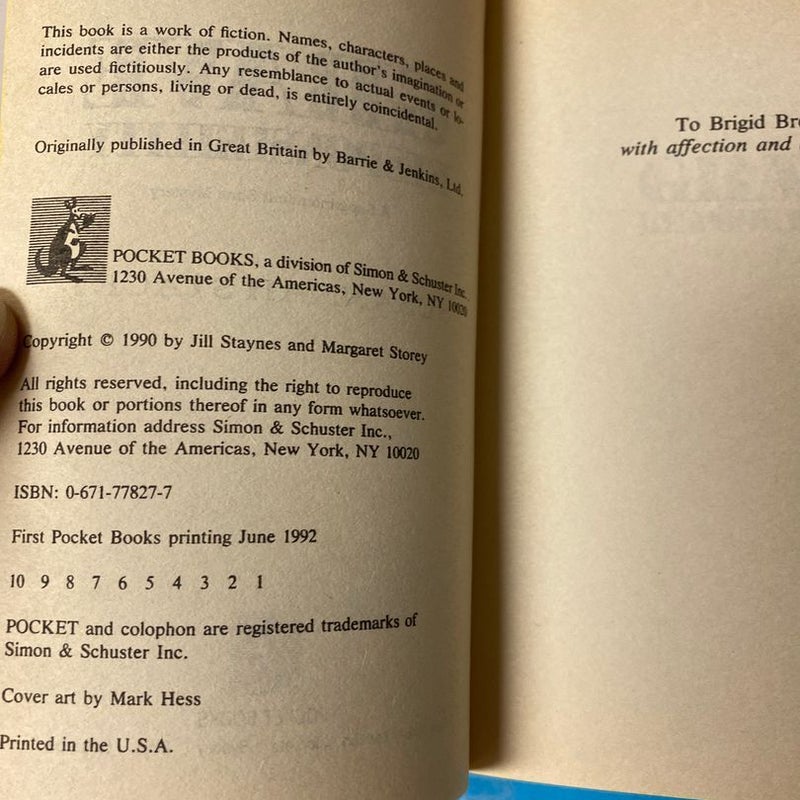 This book is a work of fiction. Names, characters, places and
incidents are either the products of the author's imagination or
are used fictitiously. Any resemblance to actual events or lo-
cales or persons, living or dead, is entirely coincidental.
Originally published in Great Britain by Barrie & Jenkins, Ltd.
POCKET BOOKS, a division of Simon & Schuster Inc.
1230 Avenue of the Americas, New York, NY 10020
Copyright © 1990 by Jill Staynes and Margaret Storey
All rights reserved, including the right to reproduce
this book or portions thereof in any form whatsoever.
For information address Simon & Schuster Inc.,
1230 Avenue of the Americas, New York, NY 10020
ISBN: 0-671-77827-7
First Pocket Books printing June 1992
10 9 8 7 6 5 4 3 2 1
POCKET and colophon are registered trademarks of
Simon & Schuster Inc.
Cover art by Mark Hess
Printed in the U.S.A.
To Brigid
with affection and